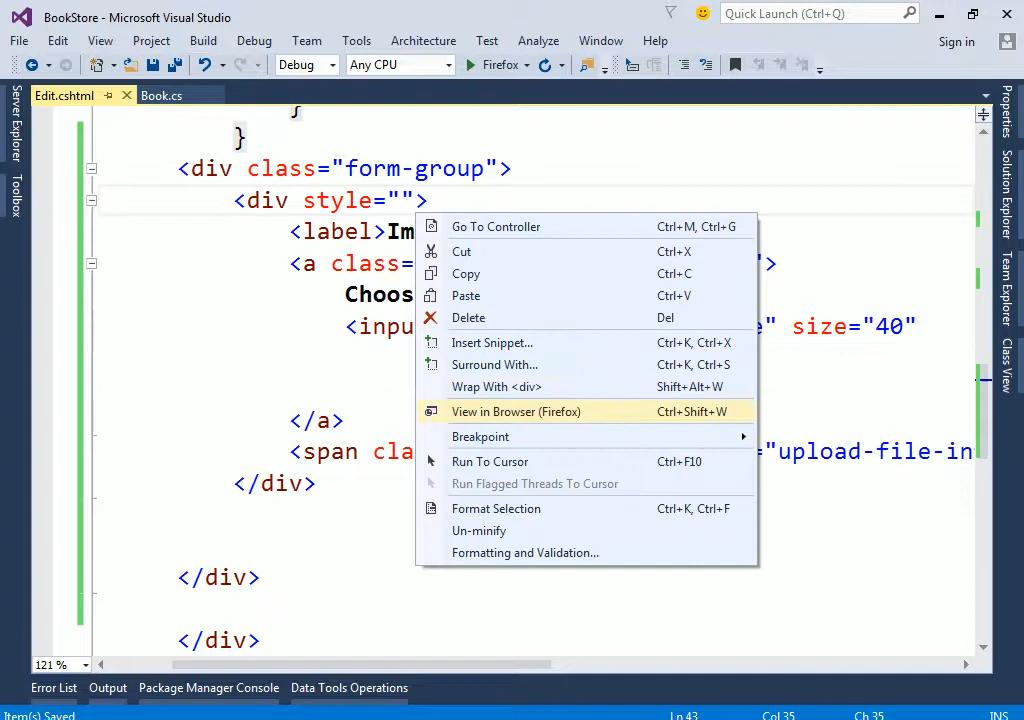 BookStore - Microsoft Visual Studio
Quick Launch (Ctrl+Q)
File Edit View Project Build Debug Team Tools Architecture Test Analyze Window Help Sign in
Debug Any CPU Firefox
Edit.cshtml Book.cs
Server Explorer
Toolbox
Properties
Solution Explorer
Team Explorer
Class View
}
}
<div class="form-group">
<div style="">
<label>Im
<a class= ">
Choos
<inpu e" size="40"
</a>
<span cla ="upload-file-in
</div>
</div>
</div>
Go To Controller Ctrl+M, Ctrl+G
Cut Ctrl+X
Copy Ctrl+C
Paste Ctrl+V
Delete Del
Insert Snippet... Ctrl+K, Ctrl+X
Surround With... Ctrl+K, Ctrl+S
Wrap With <div> Shift+Alt+W
View in Browser (Firefox) Ctrl+Shift+W
Breakpoint
Run To Cursor Ctrl+F10
Run Flagged Threads To Cursor
Format Selection Ctrl+K, Ctrl+F
Un-minify
Formatting and Validation...
121 %
Error List Output Package Manager Console Data Tools Operations
Item(s) Saved Ln 43 Col 35 Ch 35 INS